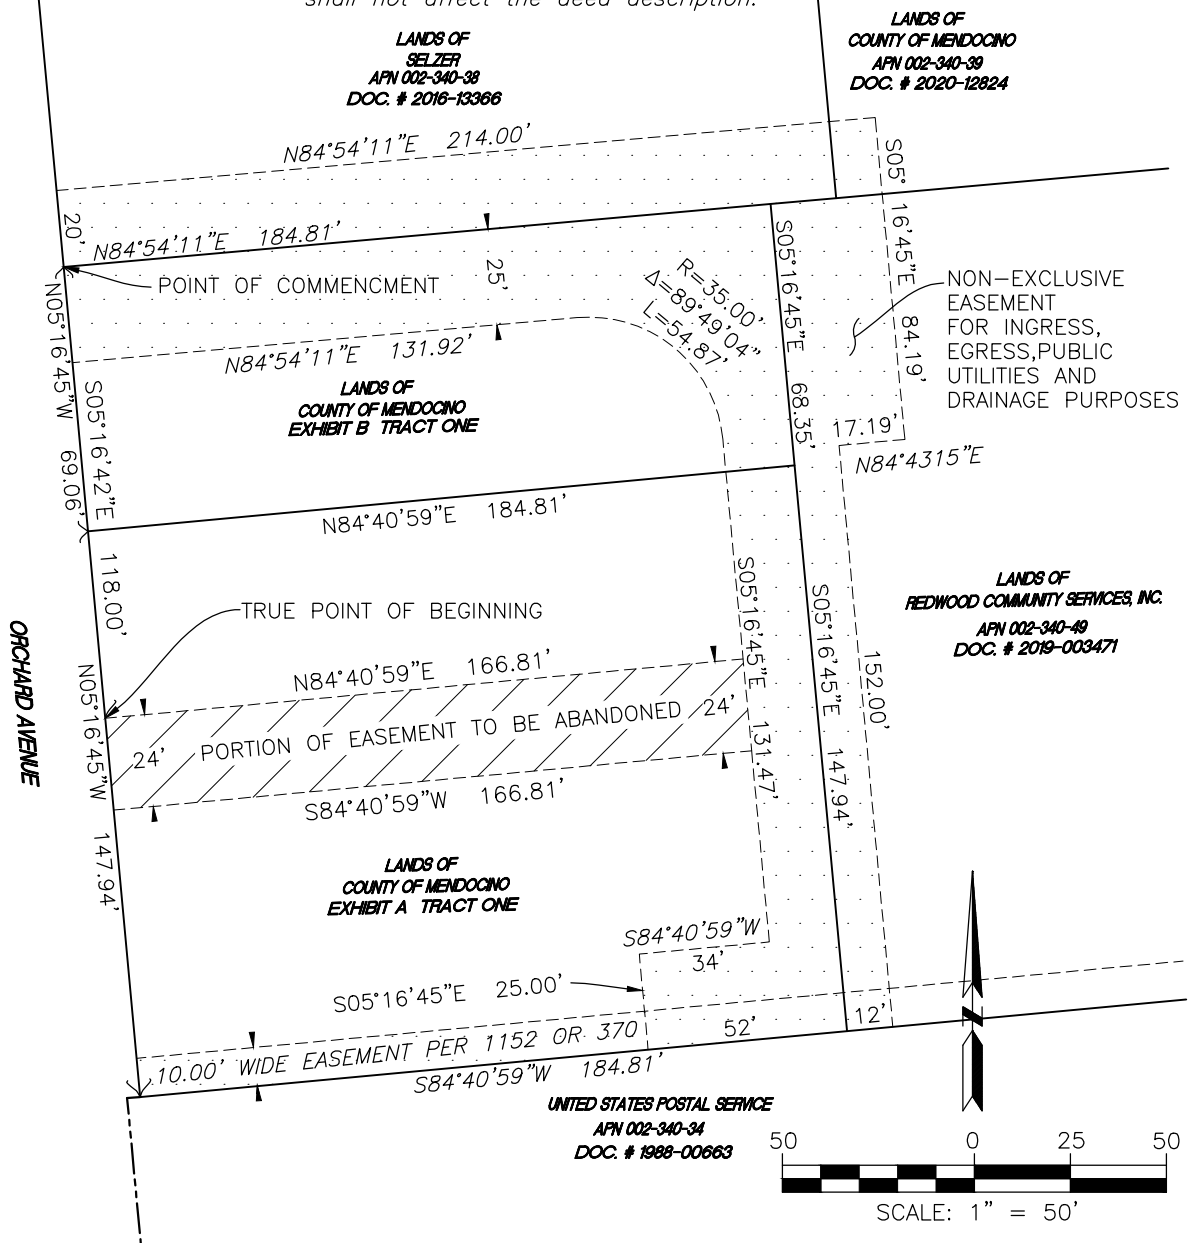 shall not affect the deed description.
LANDS OF
SELZER
APN 002-340-38
DOC. # 2016-13366
LANDS OF
COUNTY OF MENDOCINO
APN 002-340-39
DOC. # 2020-12824
N84°54'11"E 214.00'
S05° 16'45"E 84.19'
20'
N84°54'11"E 184.81'
POINT OF COMMENCMENT
25'
R=35.00'
Δ=89°49'04"
L=54.87'
S05°16'45"E 68.35'
NON-EXCLUSIVE
EASEMENT
FOR INGRESS,
EGRESS,PUBLIC
UTILITIES AND
DRAINAGE PURPOSES
N05°16'45"W 69.06'
S05°16'42"E
N84°54'11"E 131.92'
LANDS OF
COUNTY OF MENDOCINO
EXHIBIT B TRACT ONE
17.19'
N84°4315"E
N84°40'59"E 184.81'
118.00'
TRUE POINT OF BEGINNING
S05°16'45"E 131.47'
S05°16'45"E 147.94'
152.00'
LANDS OF
REDWOOD COMMUNITY SERVICES, INC.
APN 002-340-49
DOC. # 2019-003471
ORCHARD AVENUE
N05°16'45"W 147.94'
N84°40'59"E 166.81'
24'
PORTION OF EASEMENT TO BE ABANDONED
24'
S84°40'59"W 166.81'
LANDS OF
COUNTY OF MENDOCINO
EXHIBIT A TRACT ONE
S84°40'59"W
34'
S05°16'45"E 25.00'
10.00' WIDE EASEMENT PER 1152 OR 370
52'
12'
S84°40'59"W 184.81'
UNITED STATES POSTAL SERVICE
APN 002-340-34
DOC. # 1988-00663
N
50 0 25 50
SCALE: 1" = 50'